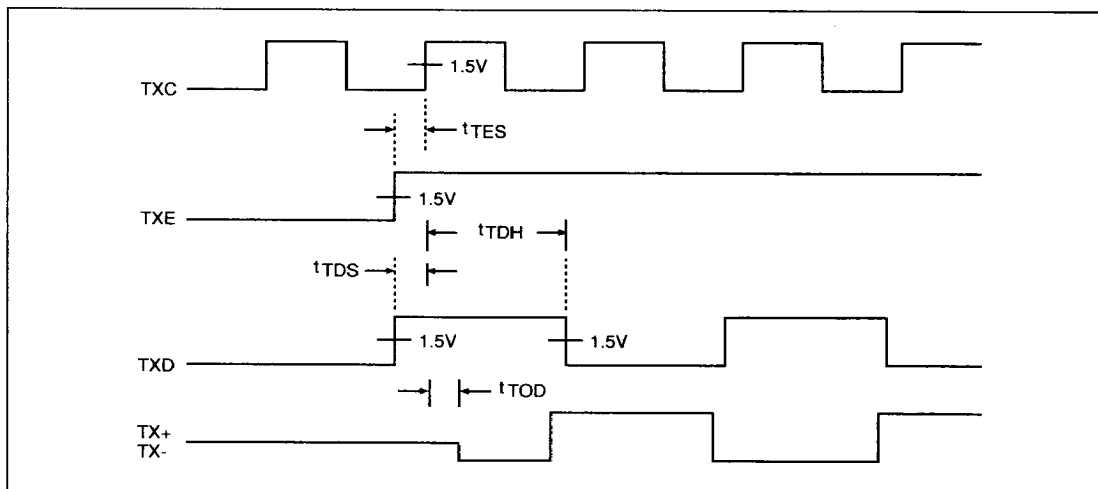 1.5V
TXC
tTES
1.5V
TXE
tTDH
tTDS
1.5V
1.5V
TXD
tTOD
TX+
TX-